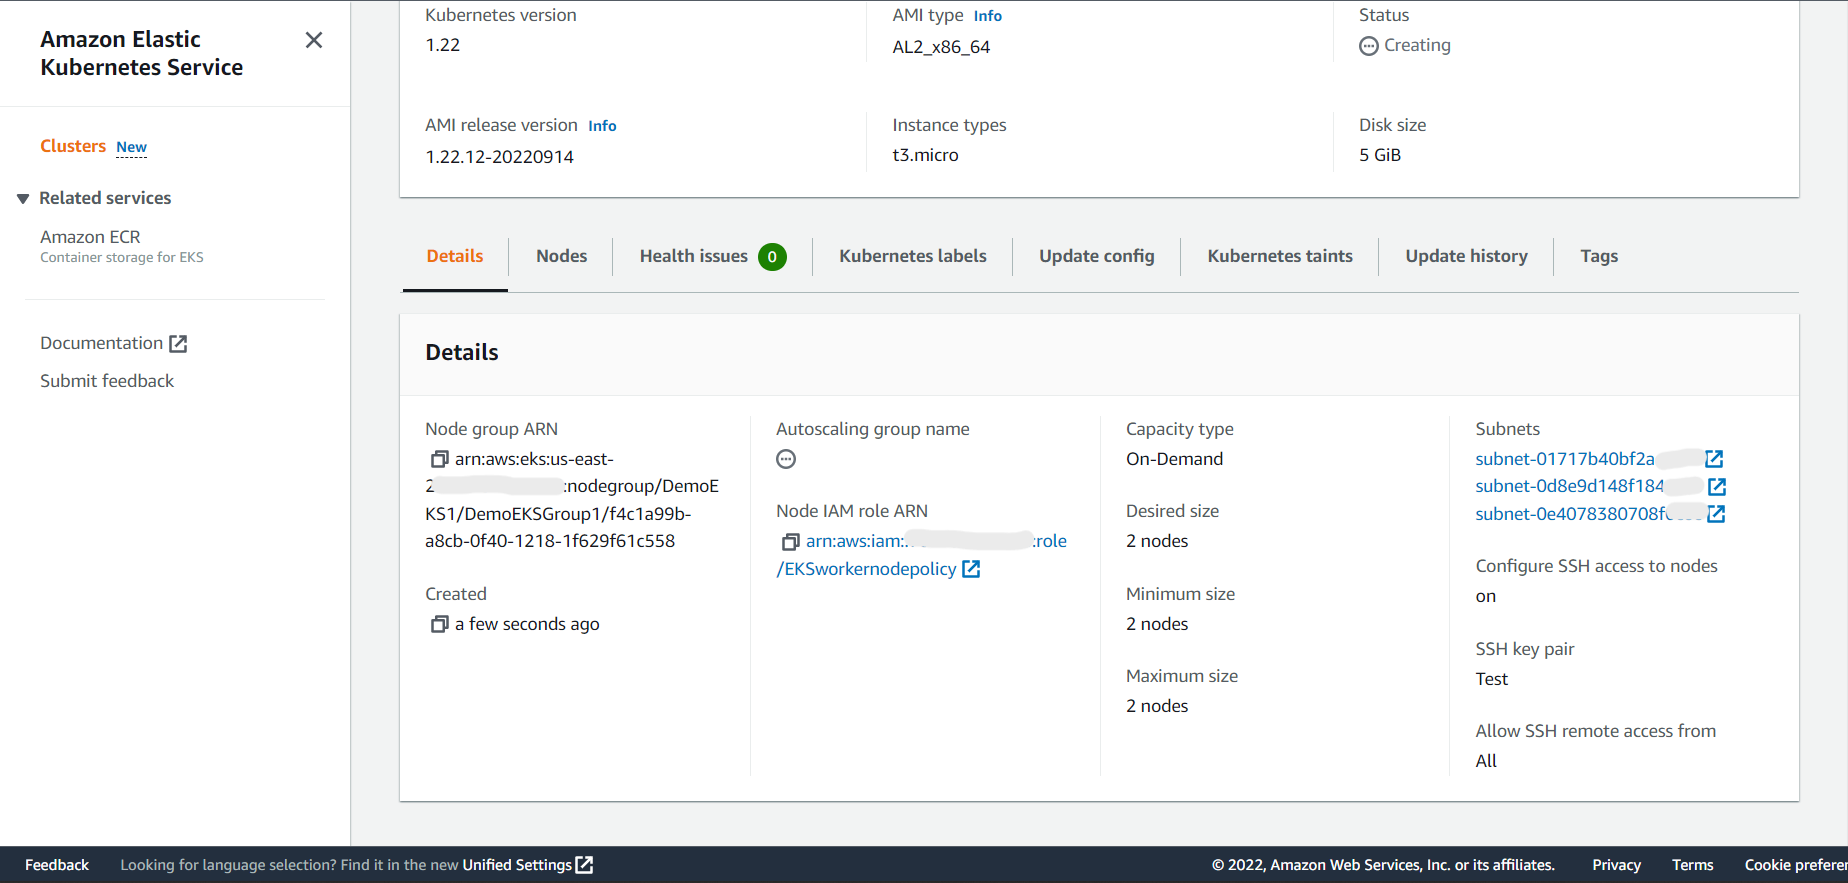 Amazon Elastic
Kubernetes Service
Clusters New
Related services
Amazon ECR
Container storage for EKS
Documentation
Submit feedback
Kubernetes version
1.22
AMI type Info
AL2_x86_64
Status
Creating
AMI release version Info
1.22.12-20220914
Instance types
t3.micro
Disk size
5 GiB
Details Nodes Health issues 0 Kubernetes labels Update config Kubernetes taints Update history Tags
Details
Node group ARN
arn:aws:eks:us-east-
2 :nodegroup/DemoE
KS1/DemoEKSGroup1/f4c1a99b-
a8cb-0f40-1218-1f629f61c558
Created
a few seconds ago
Autoscaling group name
Node IAM role ARN
arn:aws:iam: :role
/EKSworkernodepolicy
Capacity type
On-Demand
Desired size
2 nodes
Minimum size
2 nodes
Maximum size
2 nodes
Subnets
subnet-01717b40bf2a
subnet-0d8e9d148f184
subnet-0e4078380708f
Configure SSH access to nodes
on
SSH key pair
Test
Allow SSH remote access from
All
Feedback Looking for language selection? Find it in the new Unified Settings © 2022, Amazon Web Services, Inc. or its affiliates. Privacy Terms Cookie prefere